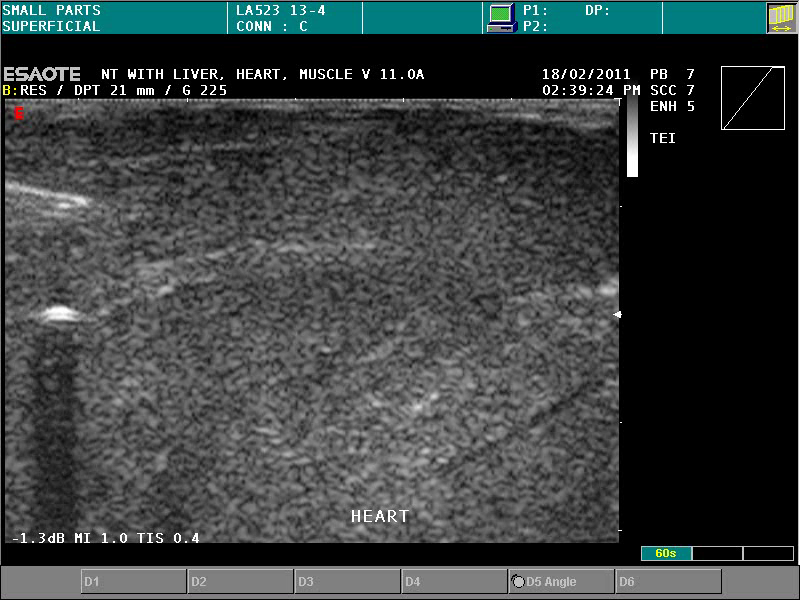 SMALL PARTS LA523 13-4 P1: DP:
SUPERFICIAL CONN : C P2:
ESAOTE NT WITH LIVER, HEART, MUSCLE V 11.0A 18/02/2011 PB 7
B:RES / DPT 21 mm / G 225 02:39:24 PM SCC 7
E ENH 5
TEI
HEART
-1.3dB MI 1.0 TIS 0.4
60s
D1 D2 D3 D4 D5 Angle D6